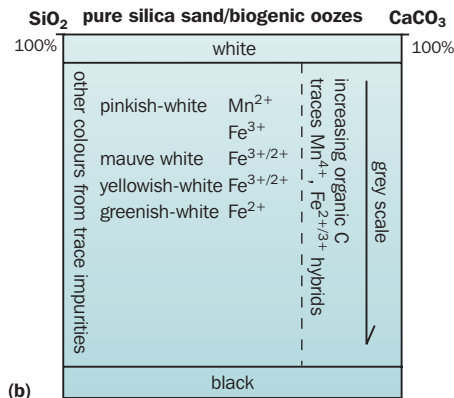 SiO₂ pure silica sand/biogenic oozes CaCO₃
100% 100%
white
other colours from trace impurities
pinkish-white Mn²⁺
Fe³⁺
mauve white Fe³⁺/²⁺
yellowish-white Fe³⁺/²⁺
greenish-white Fe²⁺
increasing organic C
traces Mn⁴⁺, Fe²⁺/³⁺ hybrids
grey scale
black
(b)